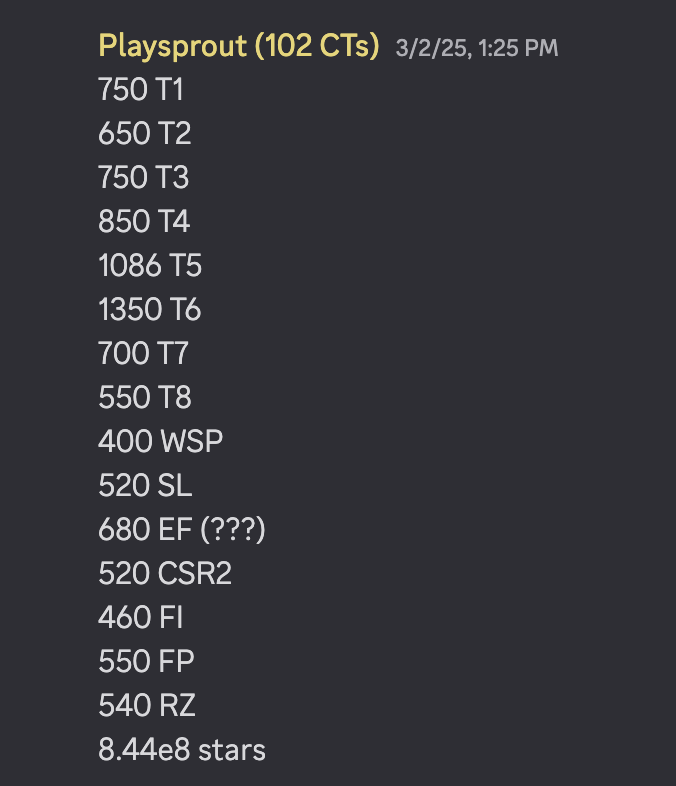 Playsprout (102 CTs) 3/2/25, 1:25 PM
750 T1
650 T2
750 T3
850 T4
1086 T5
1350 T6
700 T7
550 T8
400 WSP
520 SL
680 EF (???)
520 CSR2
460 FI
550 FP
540 RZ
8.44e8 stars